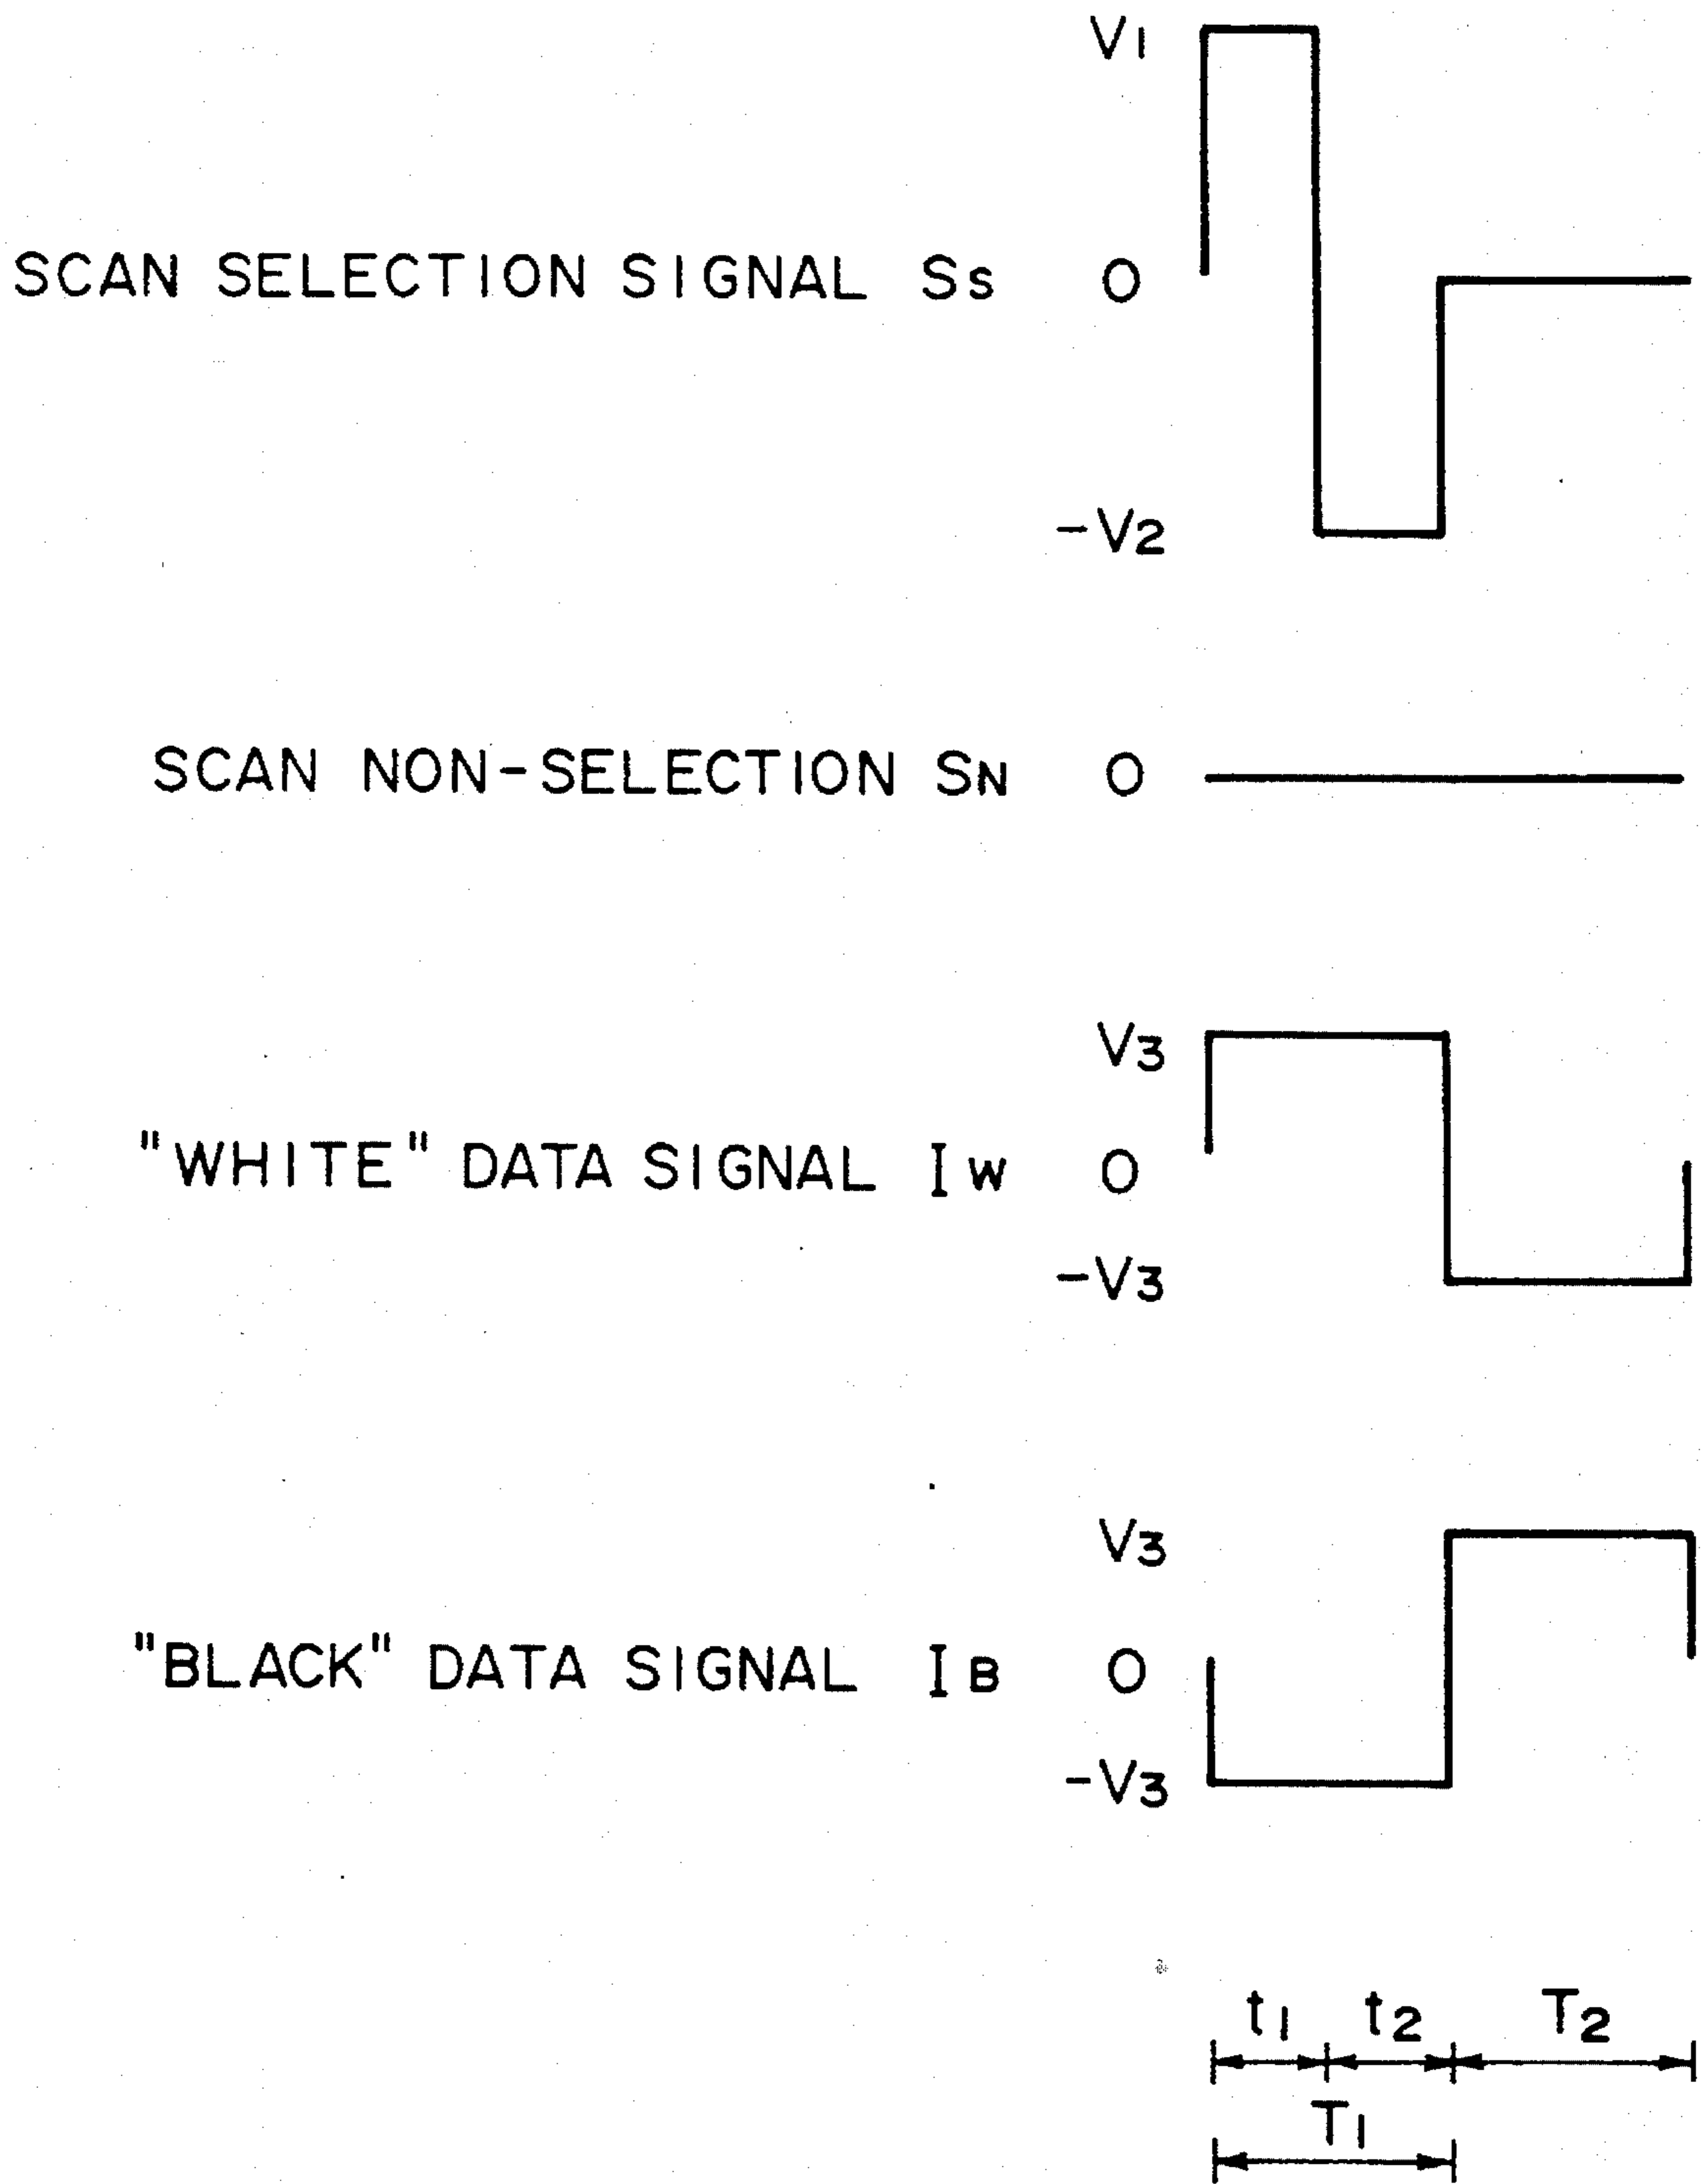 V1
SCAN SELECTION SIGNAL Ss 0
-V2
SCAN NON-SELECTION SN 0
V3
"WHITE" DATA SIGNAL IW 0
-V3
V3
"BLACK" DATA SIGNAL IB 0
-V3
t1 t2 T2
T1